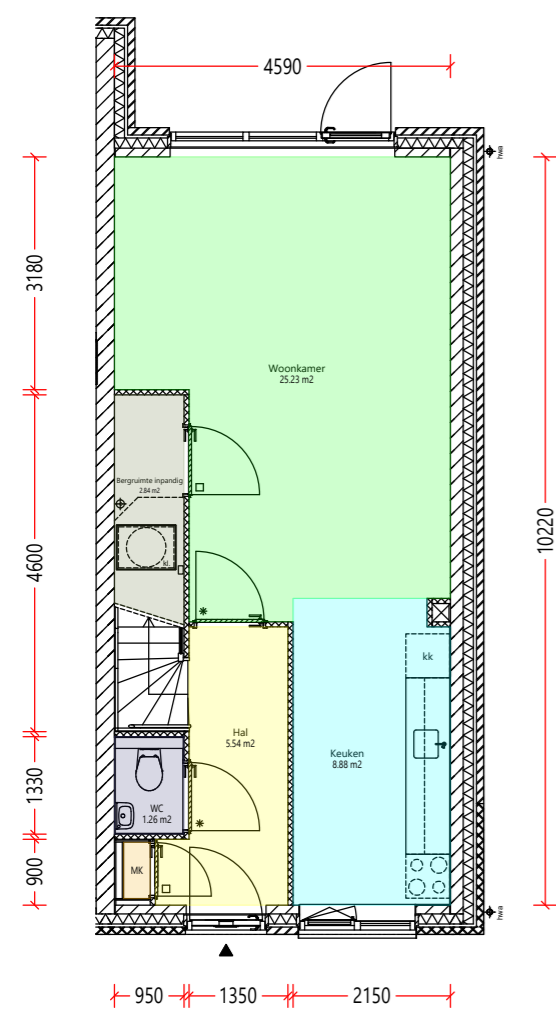 4590
hwa
3180
Woonkamer
25.23 m2
Bergruimte inpandig
2.84 m2
4600
10220
kl
*
kk
Hal
5.54 m2
Keuken
8.88 m2
1330
WC
1.26 m2
*
900
MK
hwa
950
1350
2150